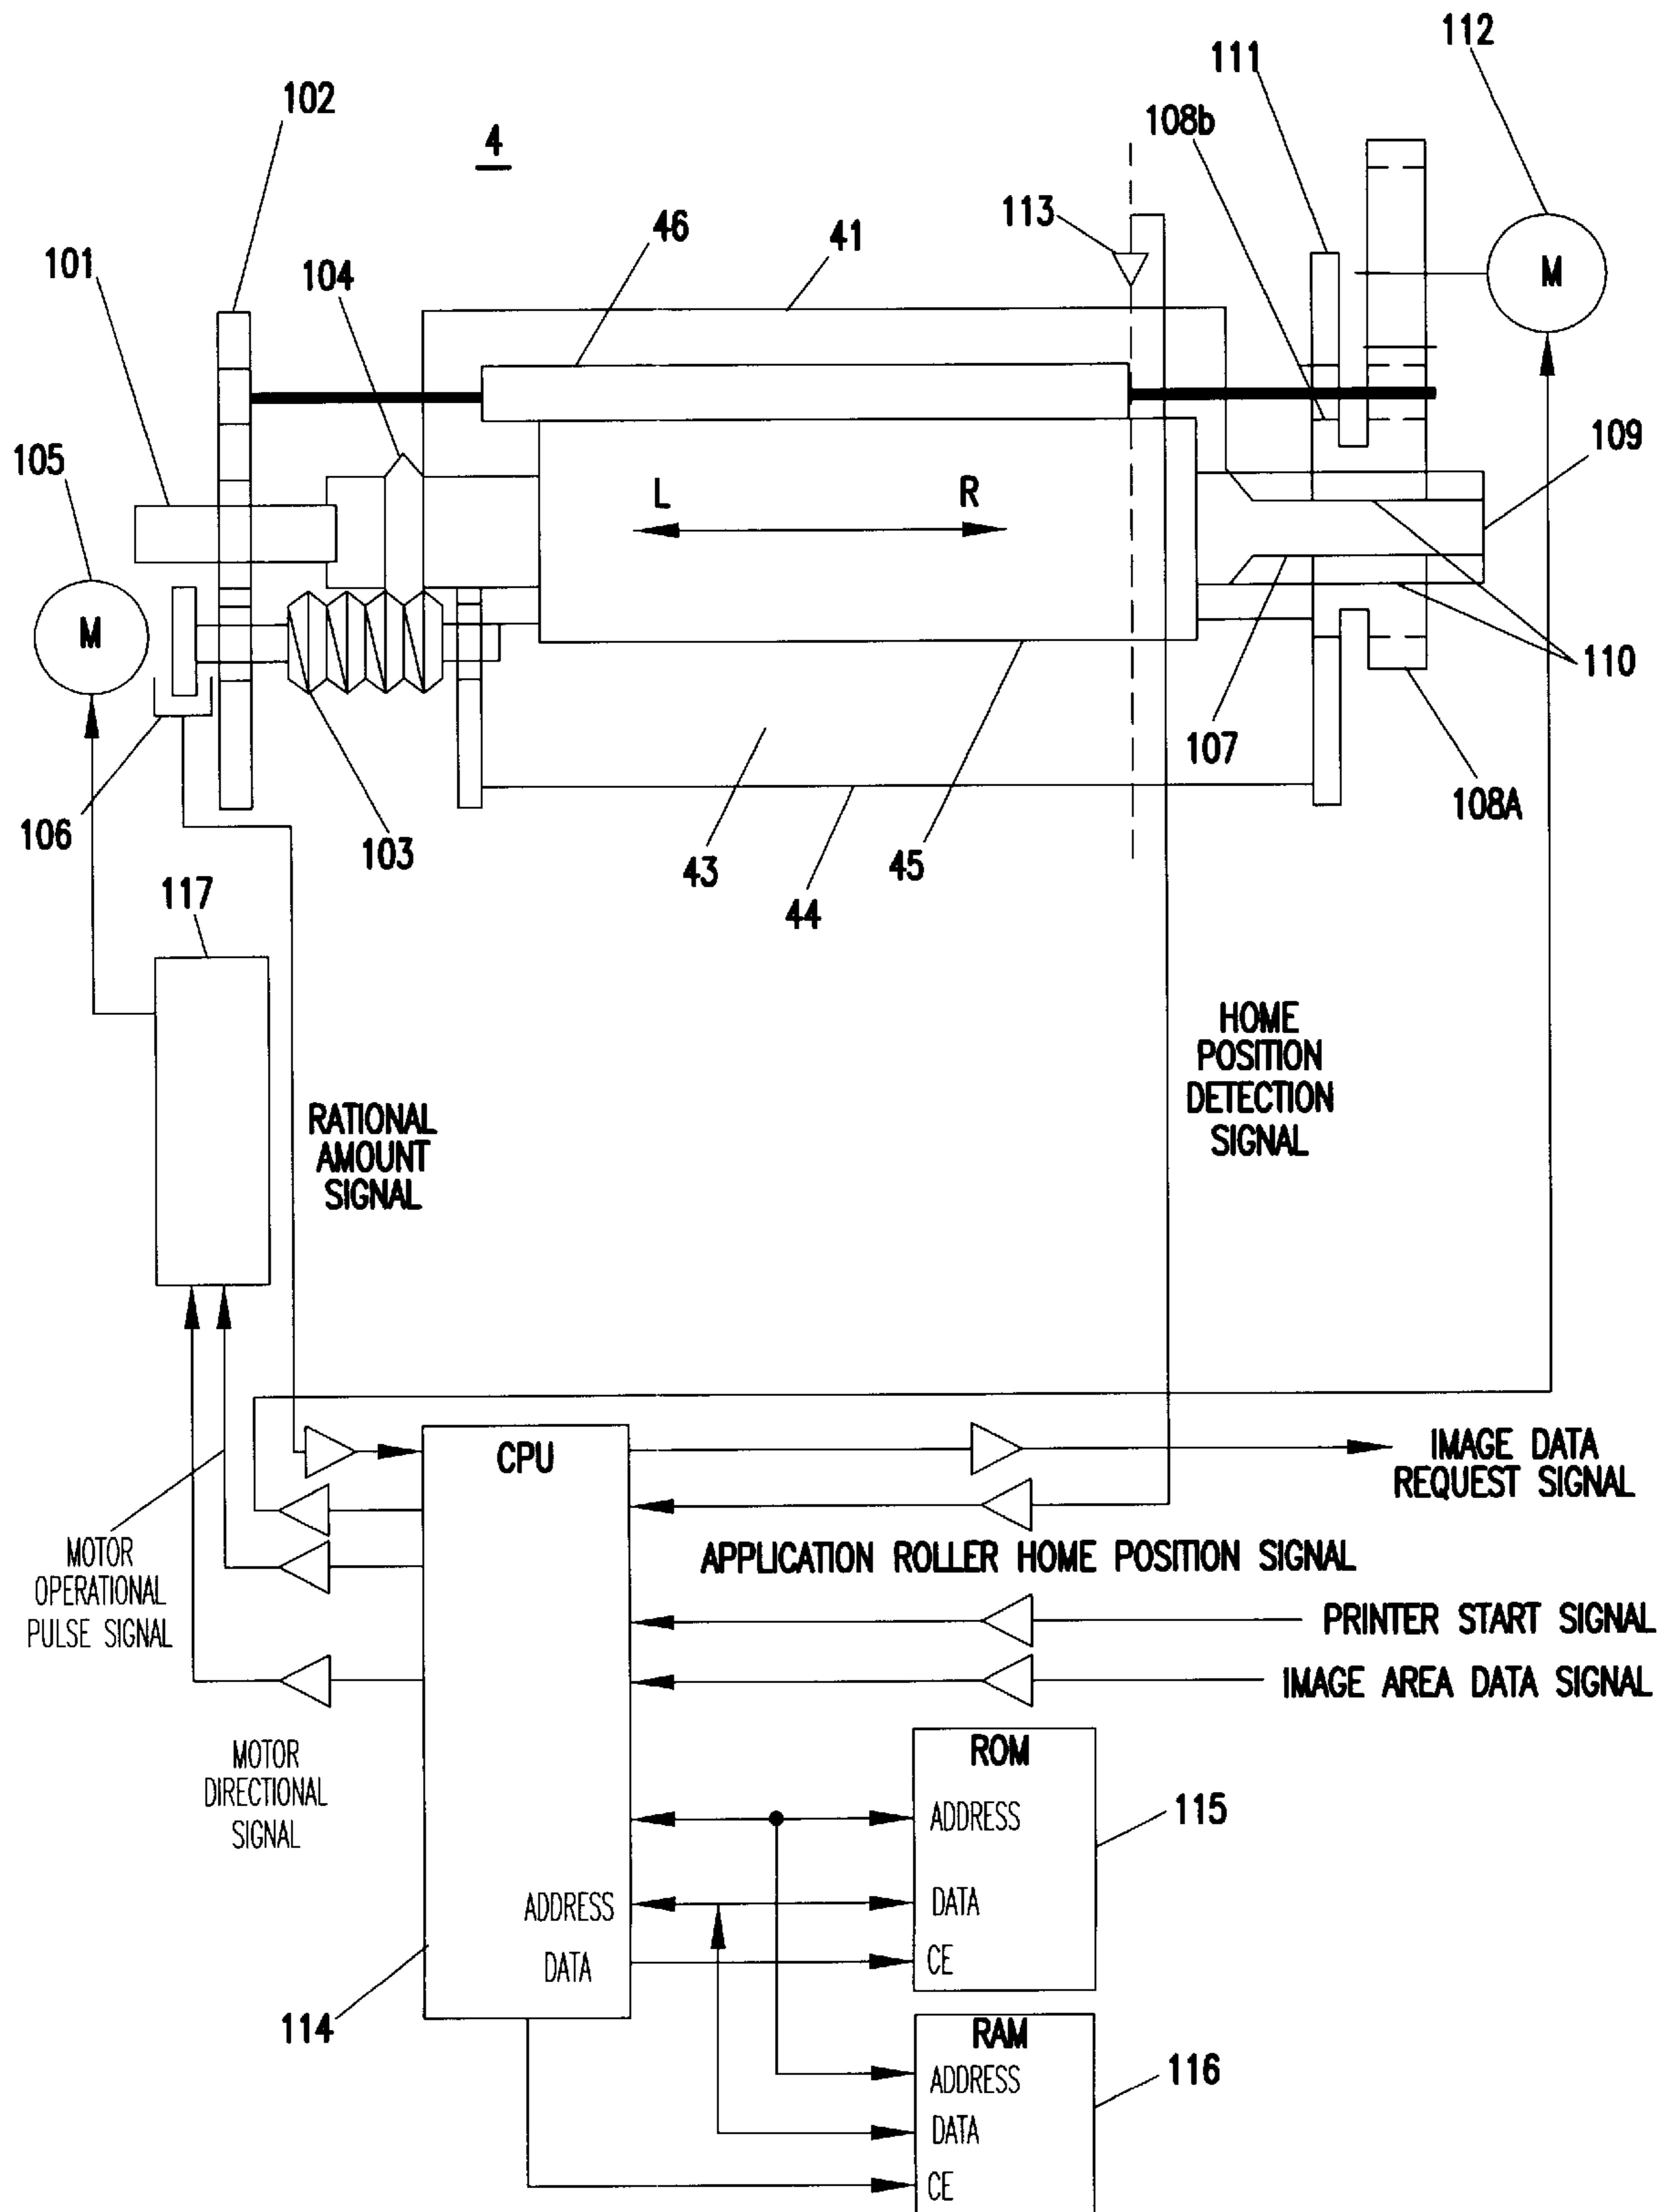 112
111
102
108b
4
113
46
41
101
104
M
105
109
L
R
M
110
107
108A
106
103
43
45
44
117
HOME
POSITION
DETECTION
SIGNAL
RATIONAL
AMOUNT
SIGNAL
CPU
IMAGE DATA
REQUEST SIGNAL
MOTOR
OPERATIONAL
PULSE SIGNAL
APPLICATION ROLLER HOME POSITION SIGNAL
PRINTER START SIGNAL
IMAGE AREA DATA SIGNAL
MOTOR
DIRECTIONAL
SIGNAL
ROM
ADDRESS
115
DATA
ADDRESS
CE
DATA
114
RAM
ADDRESS
116
DATA
CE